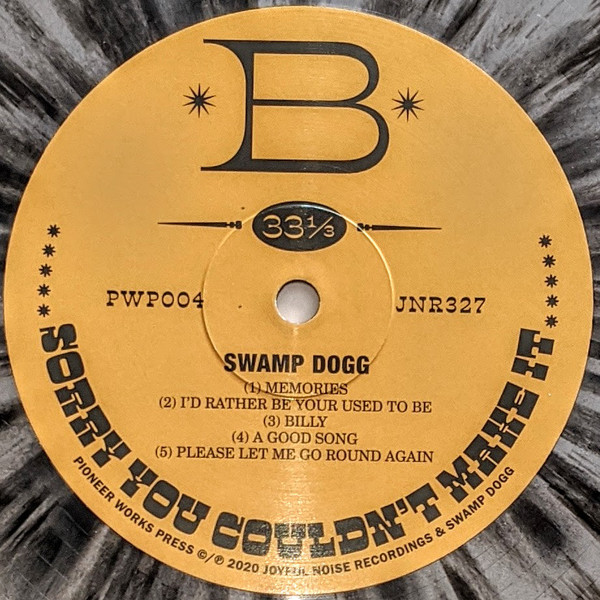 B
33⅓
PWP004
JNR327
SWAMP DOGG
(1) MEMORIES
(2) I'D RATHER BE YOUR USED TO BE
(3) BILLY
(4) A GOOD SONG
(5) PLEASE LET ME GO ROUND AGAIN
SORRY YOU COULDN'T MAKE IT
PIONEER WORKS PRESS ©/℗ 2020 JOYFUL NOISE RECORDINGS & SWAMP DOGG